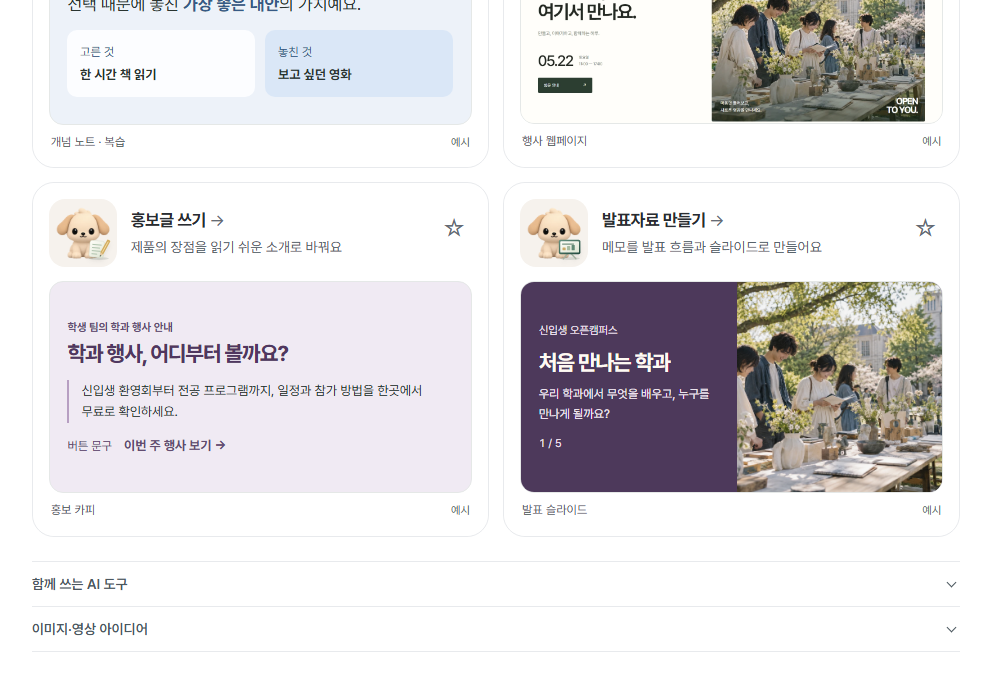 선택 때문에 놓친 가장 좋은 대안의 가치예요.
고른 것
한 시간 책 읽기
놓친 것
보고 싶던 영화
개념 노트 · 복습
예시
여기서 만나요.
05.22
OPEN
TO YOU.
행사 웹페이지
예시
홍보글 쓰기 →
제품의 장점을 읽기 쉬운 소개로 바꿔요
학생 팀의 학과 행사 안내
학과 행사, 어디부터 볼까요?
신입생 환영회부터 전공 프로그램까지, 일정과 참가 방법을 한곳에서
무료로 확인하세요.
버튼 문구 이번 주 행사 보기 →
홍보 카피
예시
발표자료 만들기 →
메모를 발표 흐름과 슬라이드로 만들어요
신입생 오픈캠퍼스
처음 만나는 학과
우리 학과에서 무엇을 배우고, 누구를
만나게 될까요?
1 / 5
발표 슬라이드
예시
함께 쓰는 AI 도구
이미지·영상 아이디어